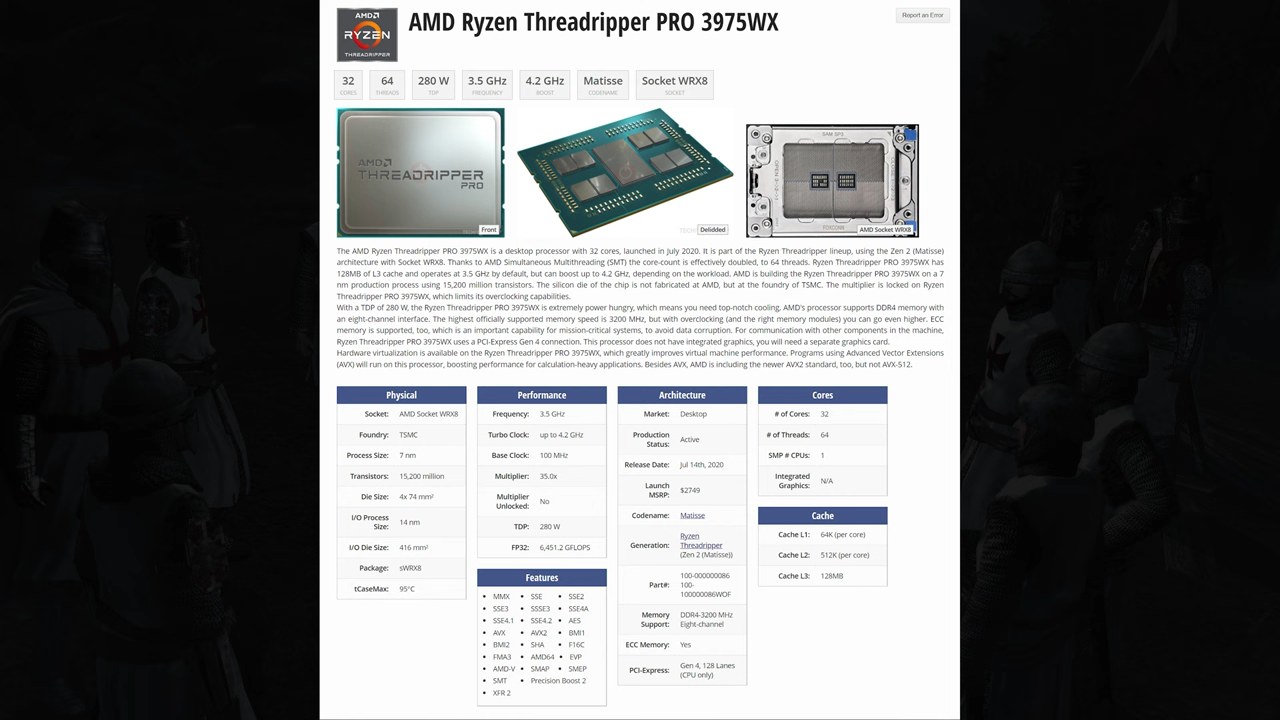 AMD
RYZEN
THREADRIPPER
AMD Ryzen Threadripper PRO 3975WX
Report an Error
32 64 280 W 3.5 GHz 4.2 GHz Matisse Socket WRX8
CORES THREADS TDP FREQUENCY BOOST CODENAME SOCKET
AMD
THREADRIPPER
PRO
Front
Delidded
SAM SP3
FOXCONN
AMD Socket WRX8
The AMD Ryzen Threadripper PRO 3975WX is a desktop processor with 32 cores, launched in July 2020. It is part of the Ryzen Threadripper lineup, using the Zen 2 (Matisse)
architecture with Socket WRX8. Thanks to AMD Simultaneous Multithreading (SMT) the core-count is effectively doubled, to 64 threads. Ryzen Threadripper PRO 3975WX has
128MB of L3 cache and operates at 3.5 GHz by default, but can boost up to 4.2 GHz, depending on the workload. AMD is building the Ryzen Threadripper PRO 3975WX on a 7
nm production process using 15,200 million transistors. The silicon die of the chip is not fabricated at AMD, but at the foundry of TSMC. The multiplier is locked on Ryzen
Threadripper PRO 3975WX, which limits its overclocking capabilities.
With a TDP of 280 W, the Ryzen Threadripper PRO 3975WX is extremely power hungry, which means you need top-notch cooling. AMD's processor supports DDR4 memory with
an eight-channel interface. The highest officially supported memory speed is 3200 MHz, but with overclocking (and the right memory modules) you can go even higher. ECC
memory is supported, too, which is an important capability for mission-critical systems, to avoid data corruption. For communication with other components in the machine,
Ryzen Threadripper PRO 3975WX uses a PCI-Express Gen 4 connection. This processor does not have integrated graphics, you will need a separate graphics card.
Hardware virtualization is available on the Ryzen Threadripper PRO 3975WX, which greatly improves virtual machine performance. Programs using Advanced Vector Extensions
(AVX) will run on this processor, boosting performance for calculation-heavy applications. Besides AVX, AMD is including the newer AVX2 standard, too, but not AVX-512.
Physical
Socket: AMD Socket WRX8
Foundry: TSMC
Process Size: 7 nm
Transistors: 15,200 million
Die Size: 4x 74 mm²
I/O Process
Size: 14 nm
I/O Die Size: 416 mm²
Package: sWRX8
tCaseMax: 95°C
Performance
Frequency: 3.5 GHz
Turbo Clock: up to 4.2 GHz
Base Clock: 100 MHz
Multiplier: 35.0x
Multiplier
Unlocked: No
TDP: 280 W
FP32: 6,451.2 GFLOPS
Features
• MMX • SSE • SSE2
• SSE3 • SSSE3 • SSE4A
• SSE4.1 • SSE4.2 • AES
• AVX • AVX2 • BMI1
• BMI2 • SHA • F16C
• FMA3 • AMD64 • EVP
• AMD-V • SMAP • SMEP
• SMT • Precision Boost 2
• XFR 2
Architecture
Market: Desktop
Production
Status: Active
Release Date: Jul 14th, 2020
Launch
MSRP: $2749
Codename: Matisse
Generation: Ryzen
Threadripper
(Zen 2 (Matisse))
Part#: 100-000000086
100-
100000086WOF
Memory
Support: DDR4-3200 MHz
Eight-channel
ECC Memory: Yes
PCI-Express: Gen 4, 128 Lanes
(CPU only)
Cores
# of Cores: 32
# of Threads: 64
SMP # CPUs: 1
Integrated
Graphics: N/A
Cache
Cache L1: 64K (per core)
Cache L2: 512K (per core)
Cache L3: 128MB